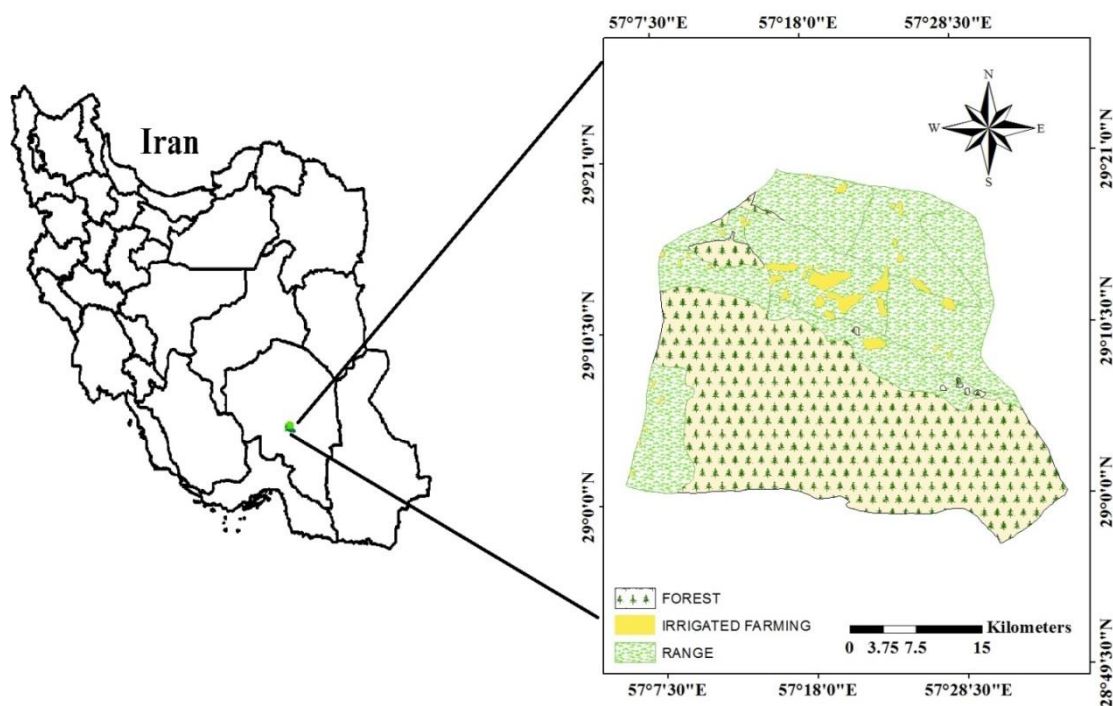 Iran
57°7'30"E 57°18'0"E 57°28'30"E
N
W E
S
29°21'0"N
29°10'30"N
29°0'0"N
29°21'0"N
29°10'30"N
29°0'0"N
28°49'30"N
FOREST
IRRIGATED FARMING
RANGE
Kilometers
0 3.75 7.5 15
57°7'30"E 57°18'0"E 57°28'30"E